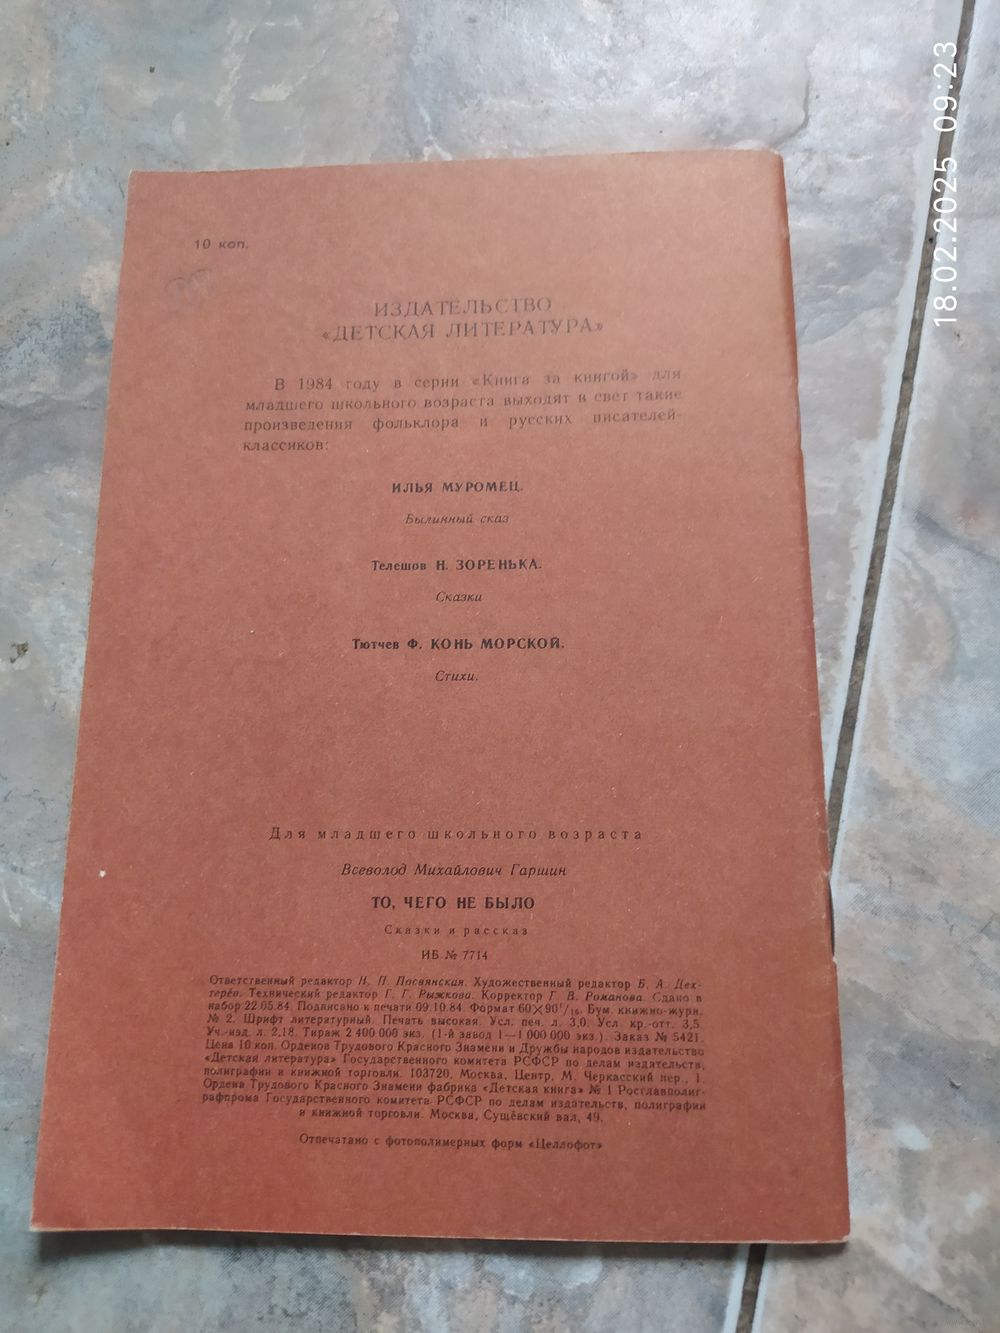 10 коп.
ИЗДАТЕЛЬСТВО
«ДЕТСКАЯ ЛИТЕРАТУРА»
В 1984 году в серии «Книга за книгой» для
младшего школьного возраста выходят в свет такие
произведения фольклора и русских писателей-
классиков:
ИЛЬЯ МУРОМЕЦ.
Былинный сказ
Телешов Н. ЗОРЕНЬКА.
Сказки
Тютчев Ф. КОНЬ МОРСКОЙ.
Стихи.
Для младшего школьного возраста
Всеволод Михайлович Гаршин
ТО, ЧЕГО НЕ БЫЛО
Сказки и рассказ
ИБ № 7714
Ответственный редактор Н. П. Посвянская. Художественный редактор Б. А. Дех-
терёв. Технический редактор Г. Г. Рыжкова. Корректор Г. В. Романова. Сдано в
набор 22.05.84. Подписано к печати 09.10.84. Формат 60×90¹/₁₆. Бум. книжно-журн.
№ 2. Шрифт литературный. Печать высокая. Усл. печ. л. 3,0. Усл. кр.-отт. 3,5.
Уч.-изд. л. 2,18. Тираж 2 400 000 экз. (1-й завод 1—1 000 000 экз.). Заказ № 5421.
Цена 10 коп. Орденов Трудового Красного Знамени и Дружбы народов издательство
«Детская литература» Государственного комитета РСФСР по делам издательств,
полиграфии и книжной торговли. 103720, Москва, Центр, М. Черкасский пер., 1.
Ордена Трудового Красного Знамени фабрика «Детская книга» № 1 Росглавполиг-
рафпрома Государственного комитета РСФСР по делам издательств, полиграфии
и книжной торговли. Москва, Сущёвский вал, 49.
Отпечатано с фотополимерных форм «Целлофот»
18.02.2025 09:23